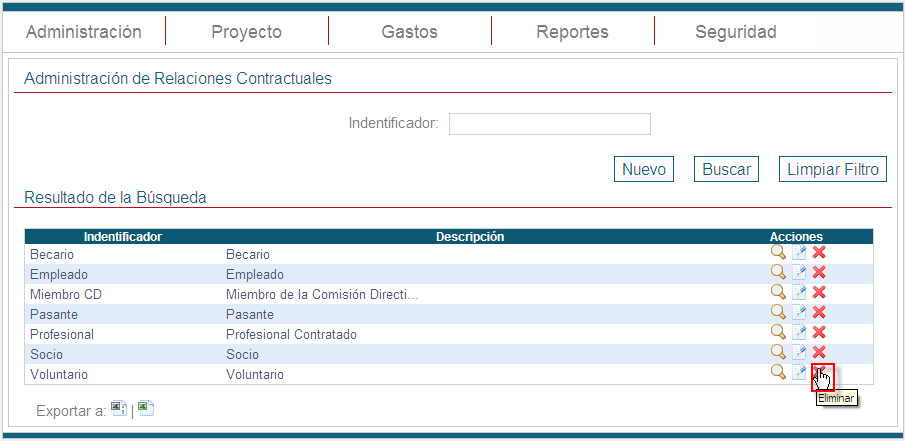 Administración Proyecto Gastos Reportes Seguridad
Administración de Relaciones Contractuales
Indentificador:
Nuevo Buscar Limpiar Filtro
Resultado de la Búsqueda
Indentificador Descripción Acciones
Becario Becario
Empleado Empleado
Miembro CD Miembro de la Comisión Directi...
Pasante Pasante
Profesional Profesional Contratado
Socio Socio
Voluntario Voluntario
Eliminar
Exportar a: |